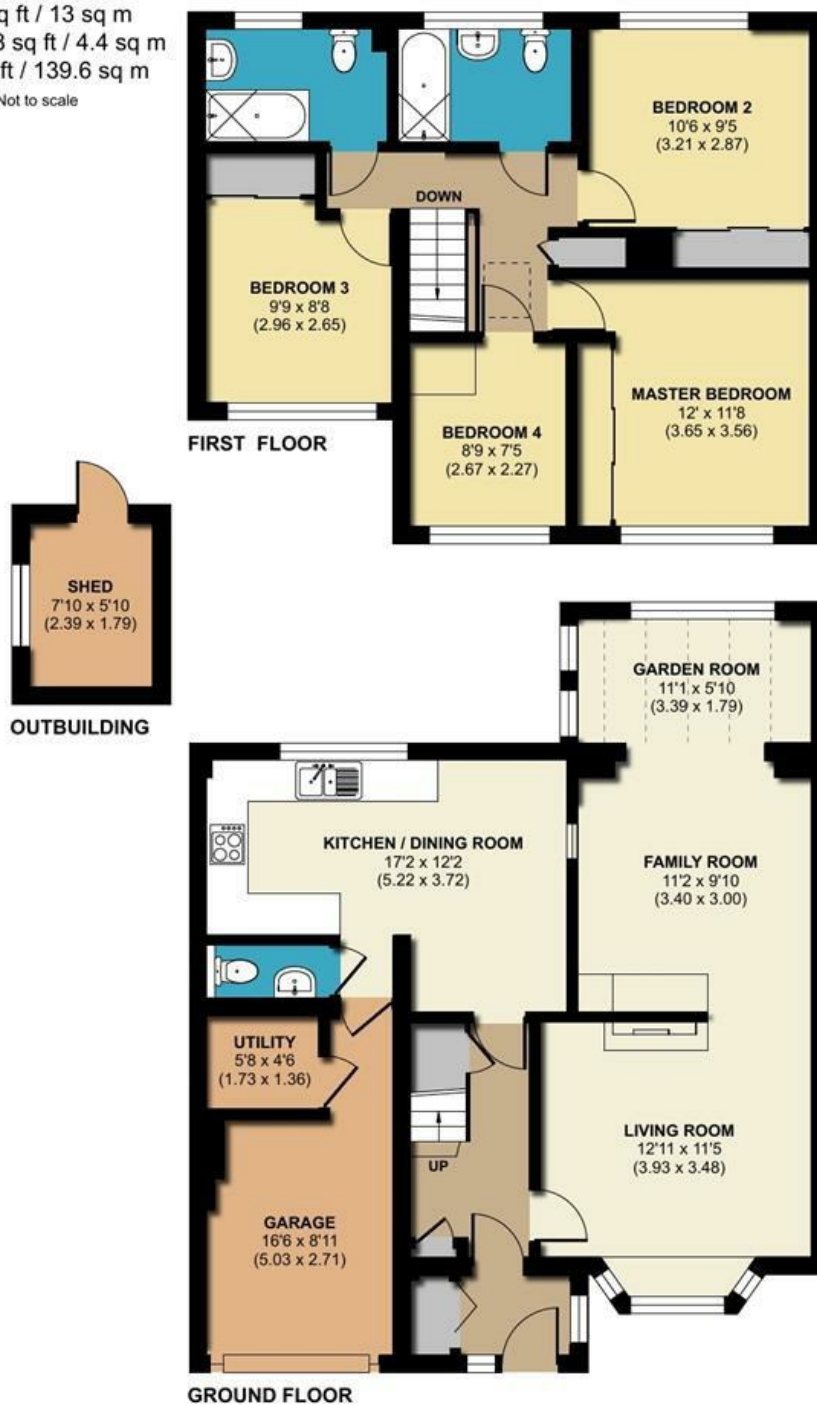 sq ft / 13 sq m
sq ft / 4.4 sq m
ft / 139.6 sq m
Not to scale
BEDROOM 2
10'6 x 9'5
(3.21 x 2.87)
DOWN
BEDROOM 3
9'9 x 8'8
(2.96 x 2.65)
MASTER BEDROOM
12' x 11'8
(3.65 x 3.56)
BEDROOM 4
8'9 x 7'5
(2.67 x 2.27)
FIRST FLOOR
SHED
7'10 x 5'10
(2.39 x 1.79)
OUTBUILDING
GARDEN ROOM
11'1 x 5'10
(3.39 x 1.79)
KITCHEN / DINING ROOM
17'2 x 12'2
(5.22 x 3.72)
FAMILY ROOM
11'2 x 9'10
(3.40 x 3.00)
UTILITY
5'8 x 4'6
(1.73 x 1.36)
LIVING ROOM
12'11 x 11'5
(3.93 x 3.48)
UP
GARAGE
16'6 x 8'11
(5.03 x 2.71)
GROUND FLOOR